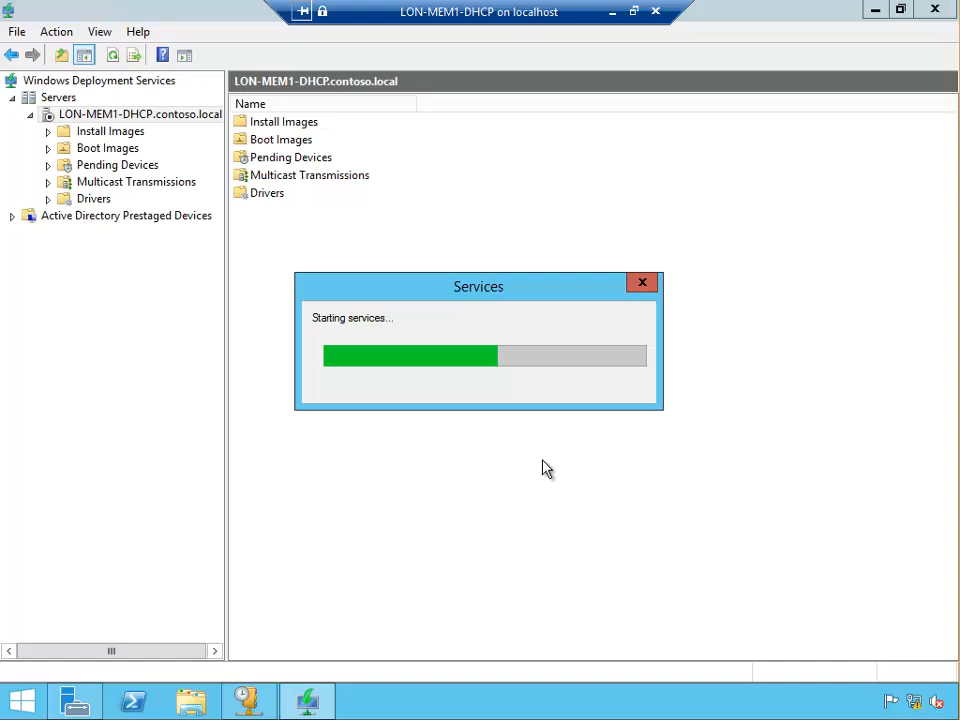 LON-MEM1-DHCP on localhost
File Action View Help
Windows Deployment Services
Servers
LON-MEM1-DHCP.contoso.local
Install Images
Boot Images
Pending Devices
Multicast Transmissions
Drivers
Active Directory Prestaged Devices
LON-MEM1-DHCP.contoso.local
Name
Install Images
Boot Images
Pending Devices
Multicast Transmissions
Drivers
Services
Starting services...